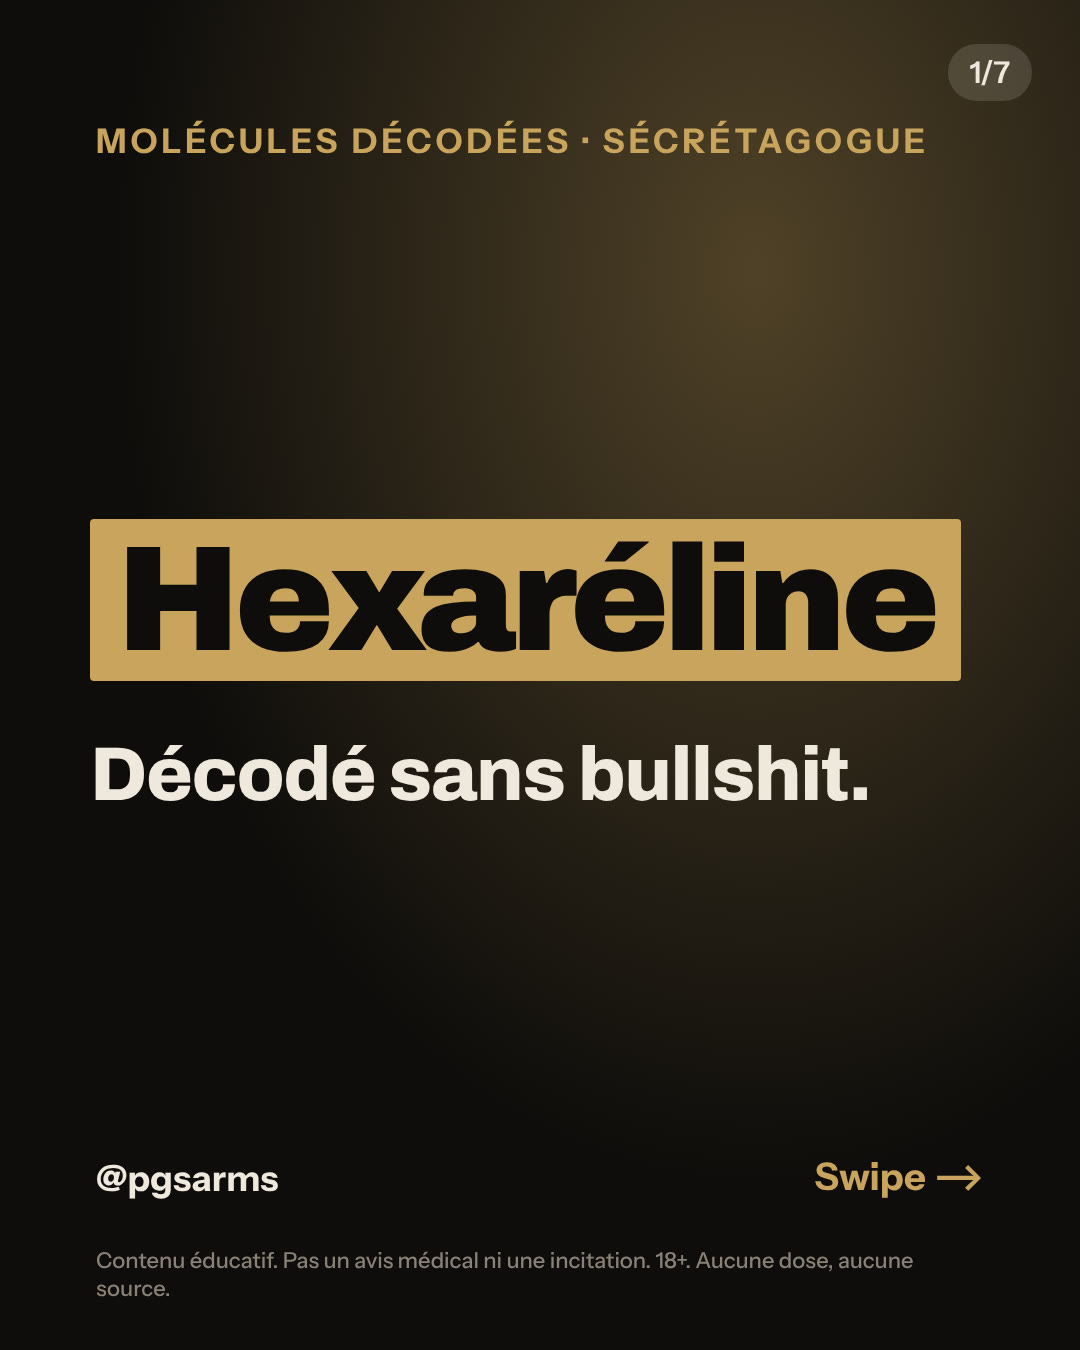 1/7
MOLÉCULES DÉCODÉES · SÉCRÉTAGOGUE
Hexaréline
Décodé sans bullshit.
@pgsarms
Swipe →
Contenu éducatif. Pas un avis médical ni une incitation. 18+. Aucune dose, aucune
source.